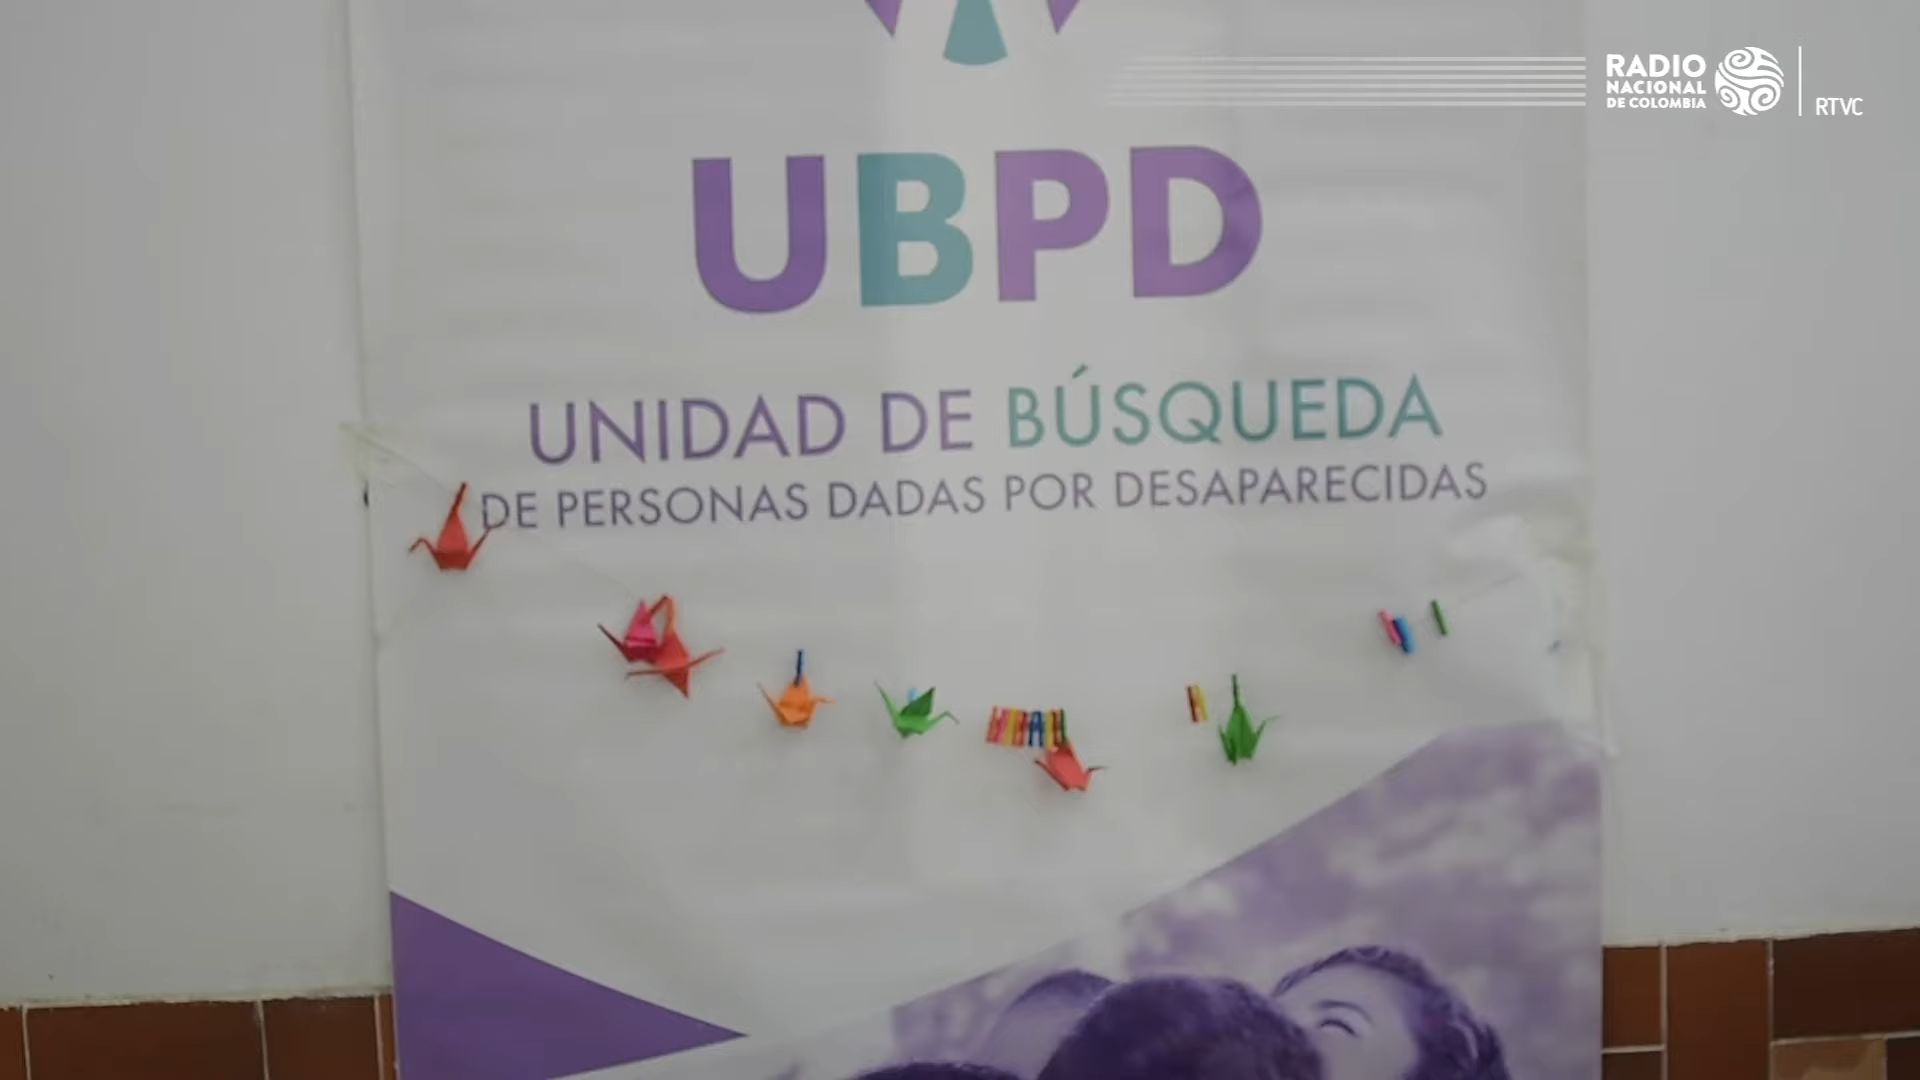 RADIO
NACIONAL
DE COLOMBIA
RTVC
UBPD
UNIDAD DE BÚSQUEDA
DE PERSONAS DADAS POR DESAPARECIDAS